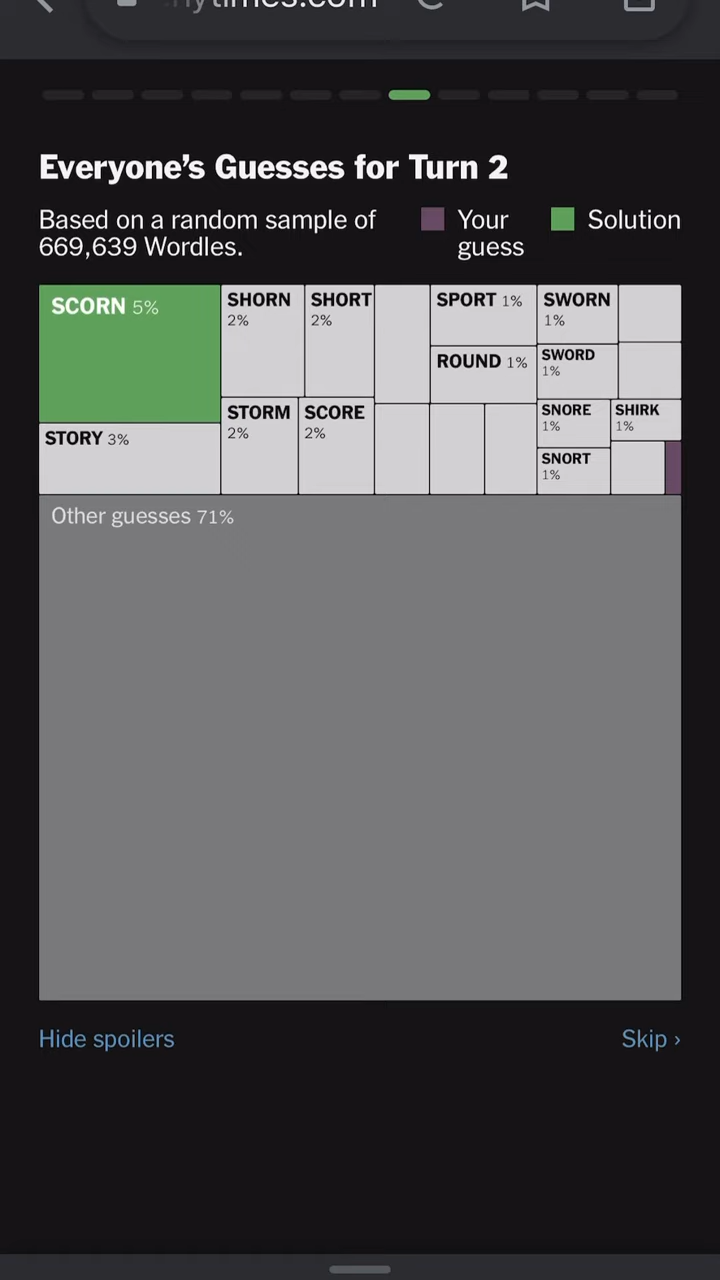 nytimes.com
Everyone's Guesses for Turn 2
Based on a random sample of
669,639 Wordles.
Your
guess
Solution
SCORN 5%
SHORN
2%
SHORT
2%
SPORT 1%
SWORN
1%
ROUND 1%
SWORD
1%
STORY 3%
STORM
2%
SCORE
2%
SNORE
1%
SHIRK
1%
SNORT
1%
Other guesses 71%
Hide spoilers
Skip ›